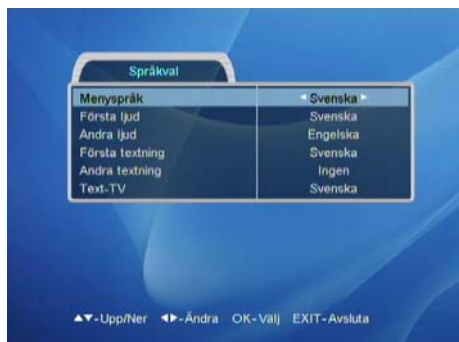 Språkval
Menyspråk Svenska
Första ljud Svenska
Andra ljud Engelska
Första textning Svenska
Andra textning Ingen
Text-TV Svenska
▲▼-Upp/Ner ◀▶-Ändra OK-Välj EXIT-Avsluta